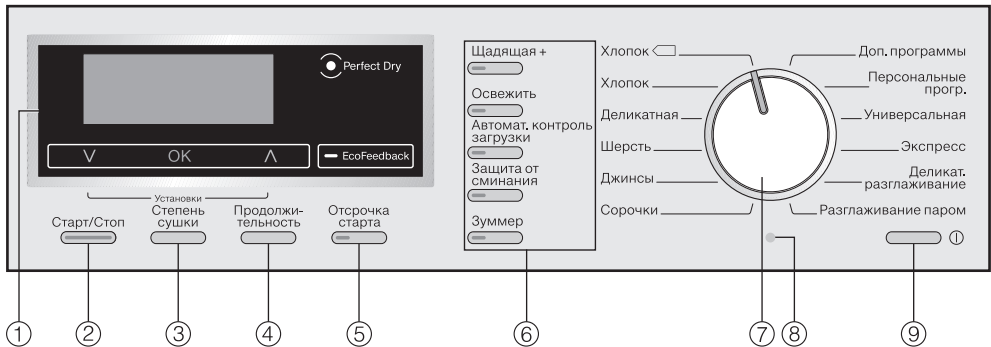 Perfect Dry
OK
EcoFeedback
Установки
Старт/Стоп
Степень
сушки
Продолжи-
тельность
Отсрочка
старта
Щадящая +
Освежить
Автомат. контроль
загрузки
Защита от
сминания
Зуммер
Хлопок
Хлопок
Деликатная
Шерсть
Джинсы
Сорочки
Доп. программы
Персональные
прогр.
Универсальная
Экспресс
Деликат.
разглаживание
Разглаживание паром
1
2
3
4
5
6
7
8
9